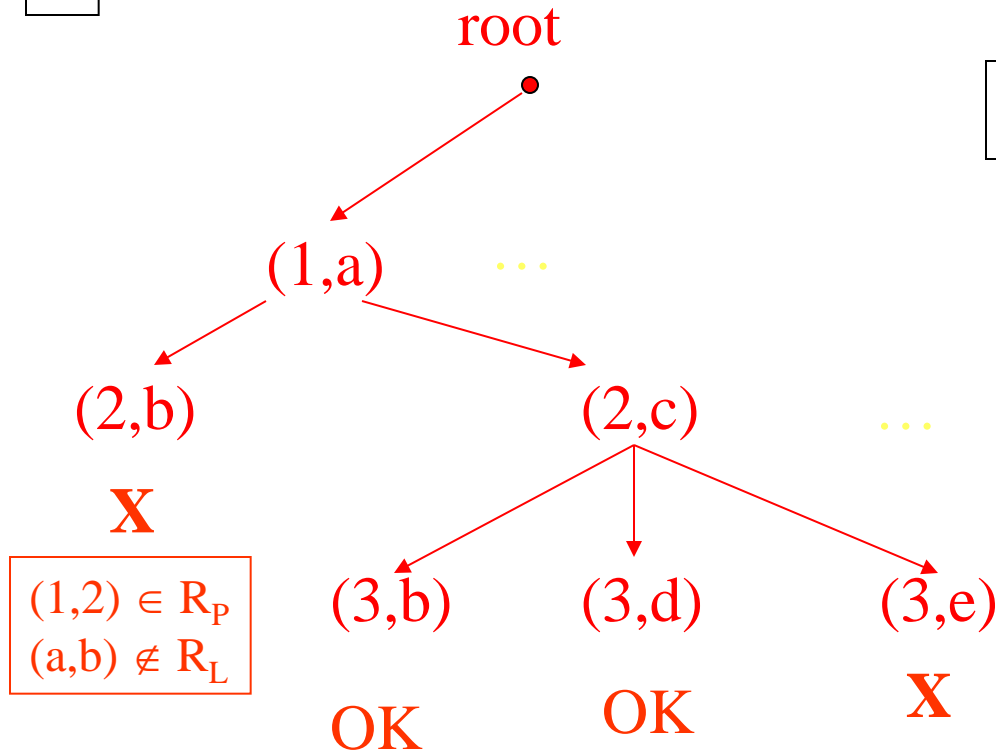 root
(1,a) ...
(2,b) (2,c) ...
X
(1,2) ∈ R_P
(a,b) ∉ R_L
(3,b) (3,d) (3,e)
OK OK X